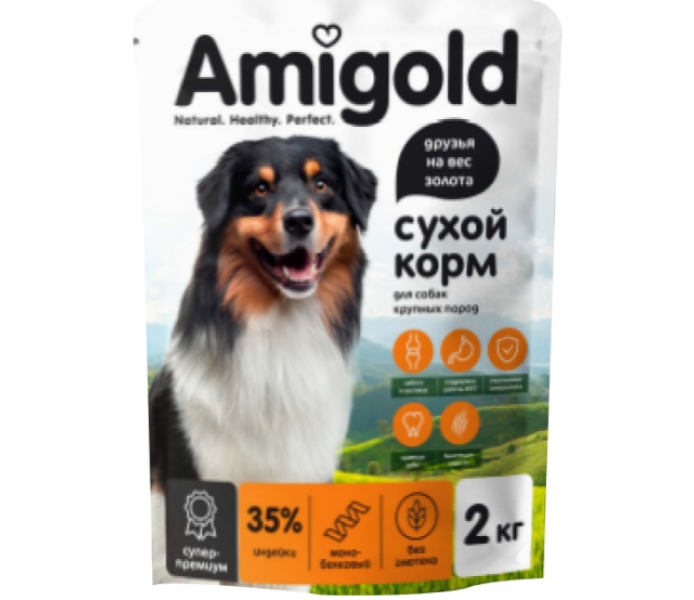 Amigold
Natural. Healthy. Perfect.
друзья
на вес
золота
сухой
корм
для собак
крупных пород
супер-
премиум
35%
индейки
моно-
белковый
без
глютена
2 кг